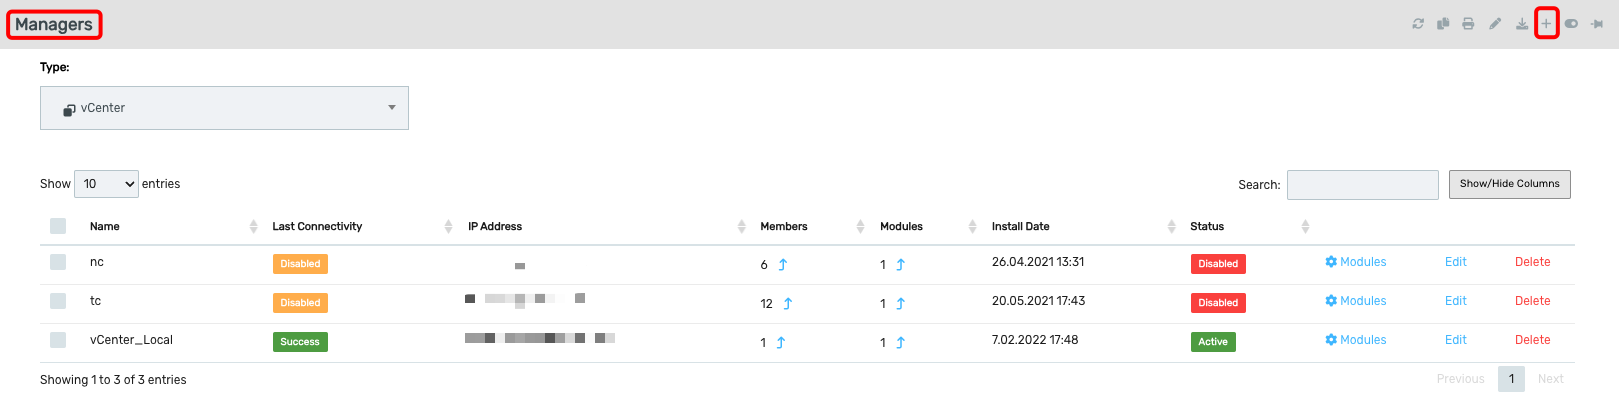 Managers
Type:
vCenter
Show 10 entries
Search:
Show/Hide Columns
Name Last Connectivity IP Address Members Modules Install Date Status
nc Disabled 6 1 26.04.2021 13:31 Disabled Modules Edit Delete
tc Disabled 12 1 20.05.2021 17:43 Disabled Modules Edit Delete
vCenter_Local Success 1 1 7.02.2022 17:48 Active Modules Edit Delete
Showing 1 to 3 of 3 entries
Previous 1 Next